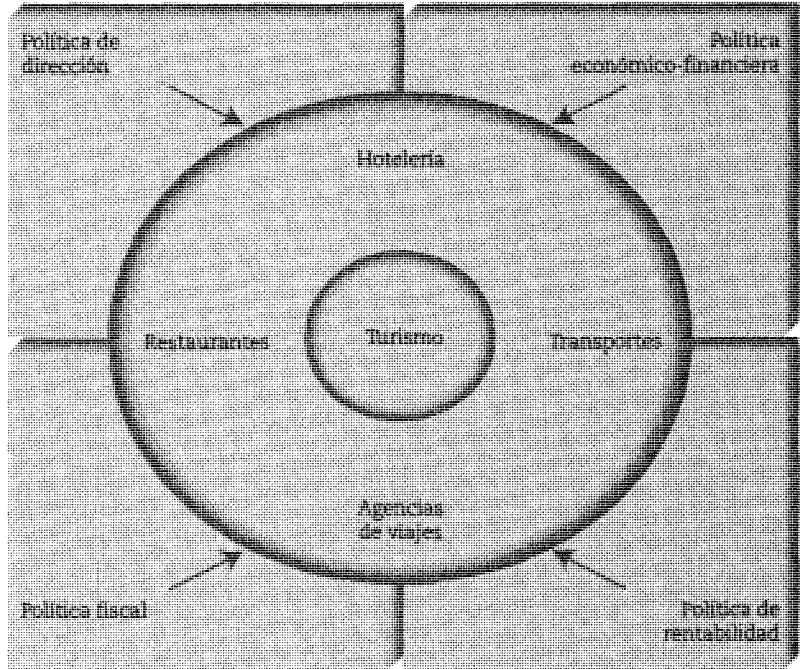 Política de
dirección
Política
económico-financiera
Hotelería
Restaurantes
Turismo
Transportes
Agencias
de viajes
Política fiscal
Política de
rentabilidad